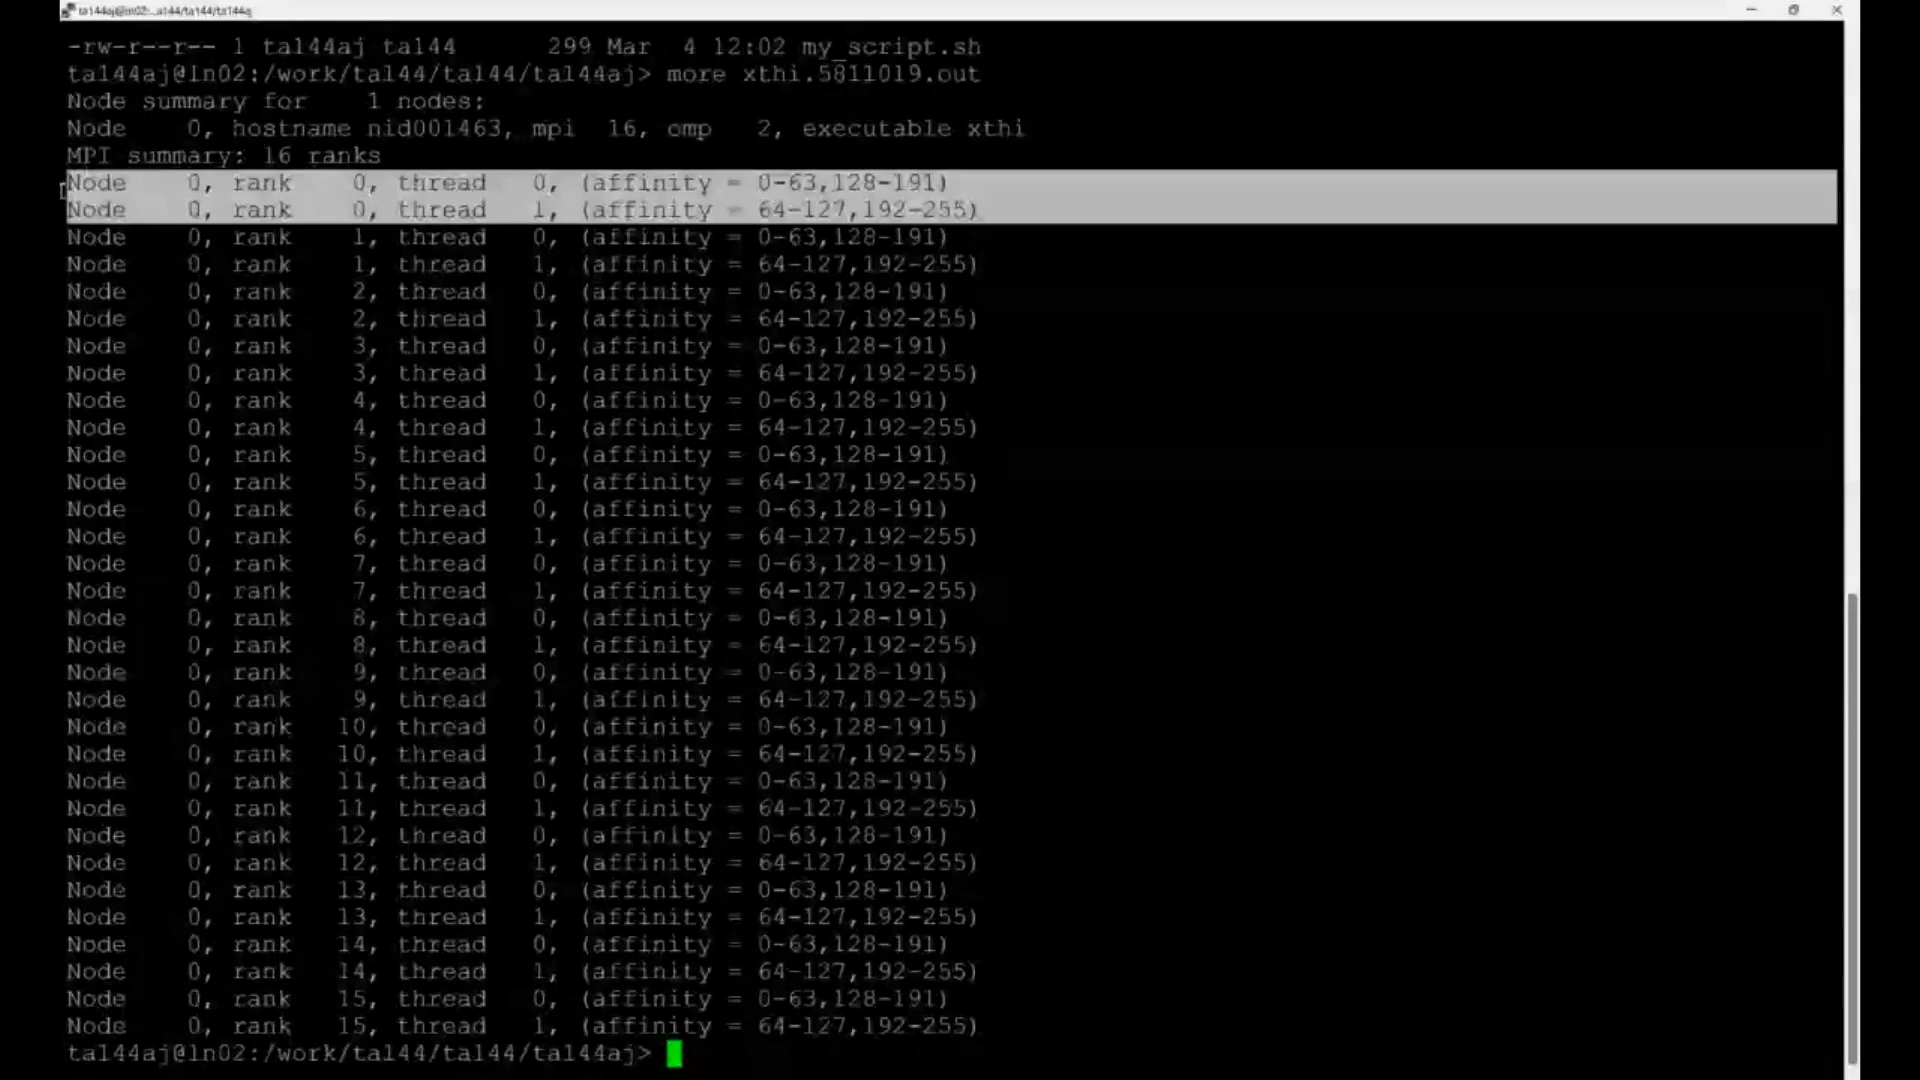 ta144aj@ln02:...a144/ta144/ta144aj
-rw-r--r-- 1 ta144aj ta144      299 Mar  4 12:02 my_script.sh
ta144aj@ln02:/work/ta144/ta144/ta144aj> more xthi.5811019.out
Node summary for    1 nodes:
Node    0, hostname nid001463, mpi  16, omp   2, executable xthi
MPI summary: 16 ranks
Node    0, rank    0, thread   0, (affinity = 0-63,128-191)
Node    0, rank    0, thread   1, (affinity = 64-127,192-255)
Node    0, rank    1, thread   0, (affinity = 0-63,128-191)
Node    0, rank    1, thread   1, (affinity = 64-127,192-255)
Node    0, rank    2, thread   0, (affinity = 0-63,128-191)
Node    0, rank    2, thread   1, (affinity = 64-127,192-255)
Node    0, rank    3, thread   0, (affinity = 0-63,128-191)
Node    0, rank    3, thread   1, (affinity = 64-127,192-255)
Node    0, rank    4, thread   0, (affinity = 0-63,128-191)
Node    0, rank    4, thread   1, (affinity = 64-127,192-255)
Node    0, rank    5, thread   0, (affinity = 0-63,128-191)
Node    0, rank    5, thread   1, (affinity = 64-127,192-255)
Node    0, rank    6, thread   0, (affinity = 0-63,128-191)
Node    0, rank    6, thread   1, (affinity = 64-127,192-255)
Node    0, rank    7, thread   0, (affinity = 0-63,128-191)
Node    0, rank    7, thread   1, (affinity = 64-127,192-255)
Node    0, rank    8, thread   0, (affinity = 0-63,128-191)
Node    0, rank    8, thread   1, (affinity = 64-127,192-255)
Node    0, rank    9, thread   0, (affinity = 0-63,128-191)
Node    0, rank    9, thread   1, (affinity = 64-127,192-255)
Node    0, rank   10, thread   0, (affinity = 0-63,128-191)
Node    0, rank   10, thread   1, (affinity = 64-127,192-255)
Node    0, rank   11, thread   0, (affinity = 0-63,128-191)
Node    0, rank   11, thread   1, (affinity = 64-127,192-255)
Node    0, rank   12, thread   0, (affinity = 0-63,128-191)
Node    0, rank   12, thread   1, (affinity = 64-127,192-255)
Node    0, rank   13, thread   0, (affinity = 0-63,128-191)
Node    0, rank   13, thread   1, (affinity = 64-127,192-255)
Node    0, rank   14, thread   0, (affinity = 0-63,128-191)
Node    0, rank   14, thread   1, (affinity = 64-127,192-255)
Node    0, rank   15, thread   0, (affinity = 0-63,128-191)
Node    0, rank   15, thread   1, (affinity = 64-127,192-255)
ta144aj@ln02:/work/ta144/ta144/ta144aj>